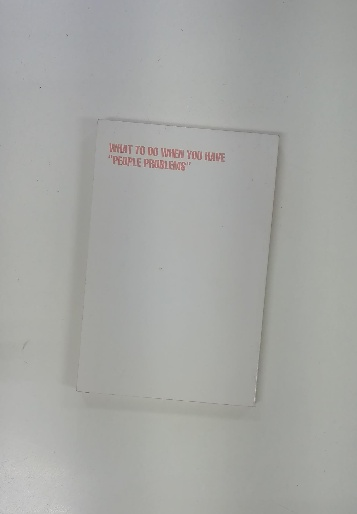 WHAT TO DO WHEN YOU HAVE
"PEOPLE PROBLEMS"